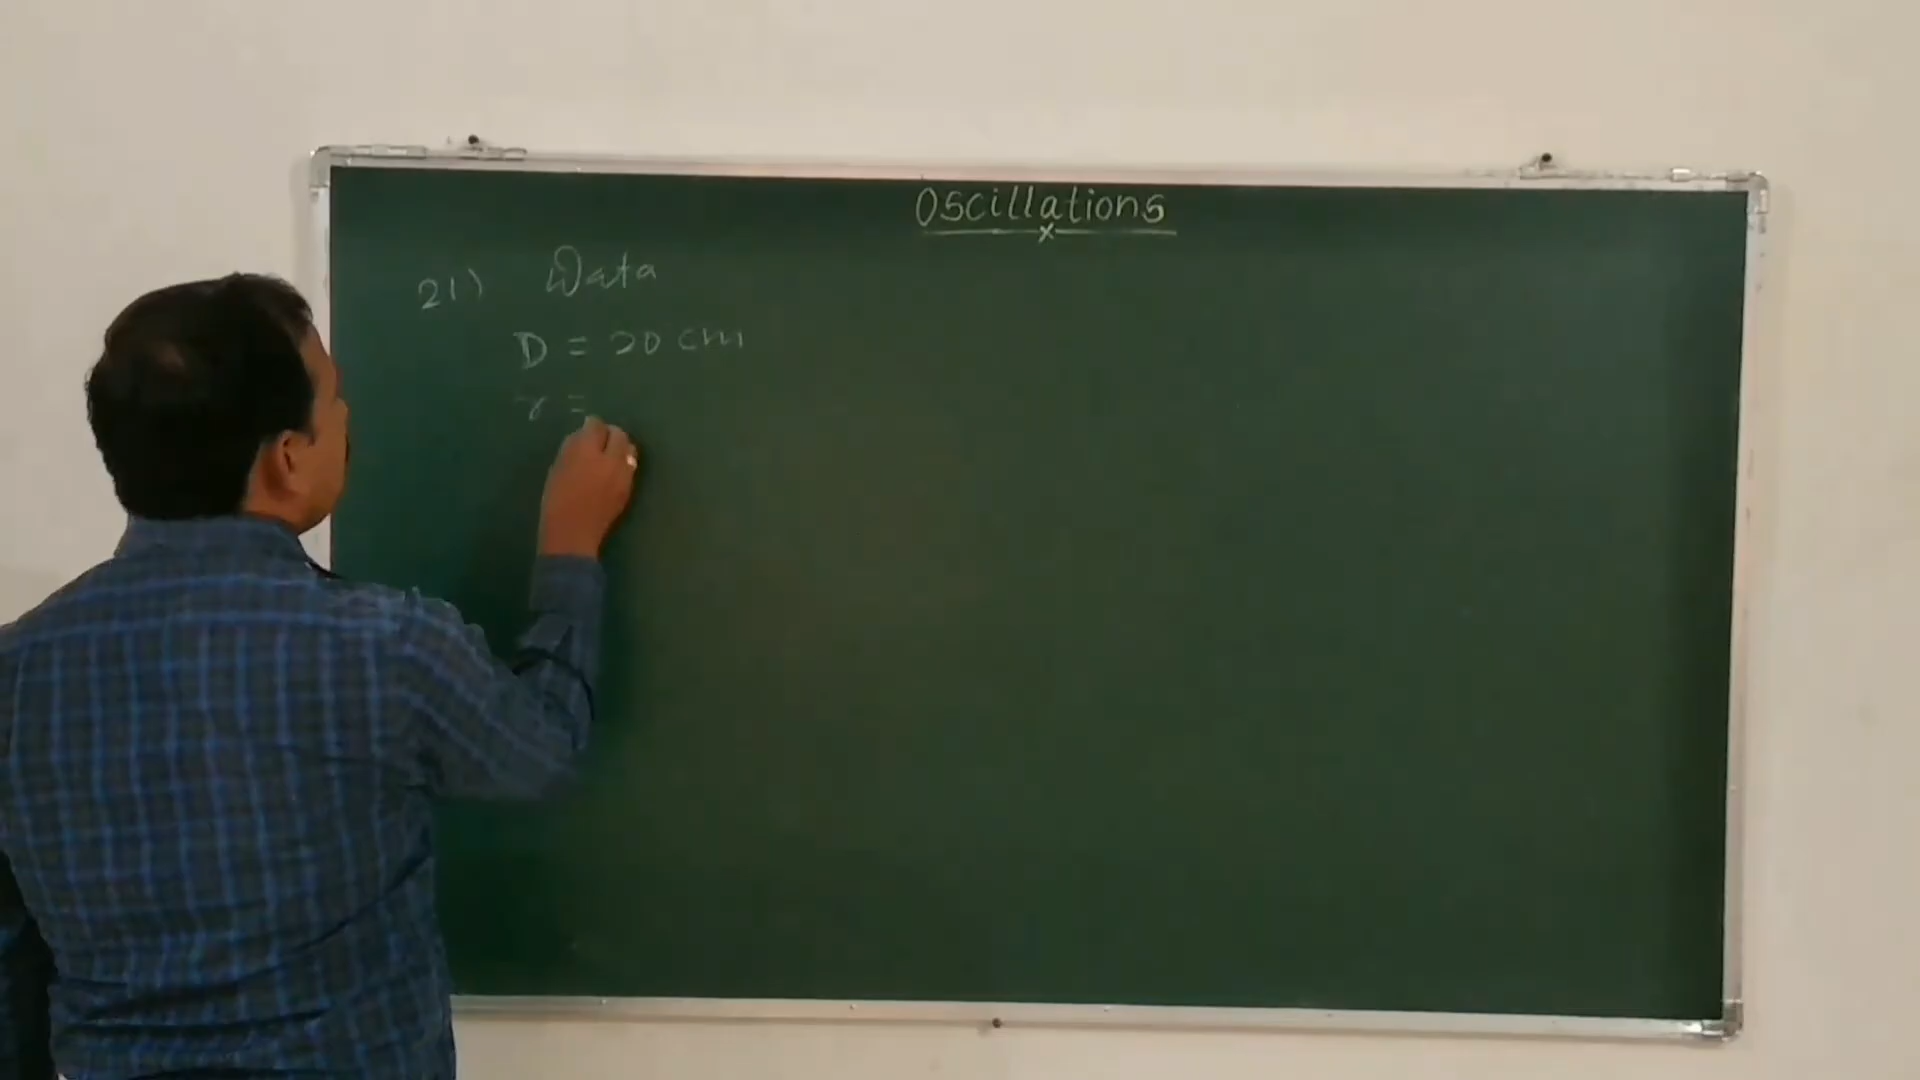 Oscillations
x
21) Data
D = 20 cm
r =